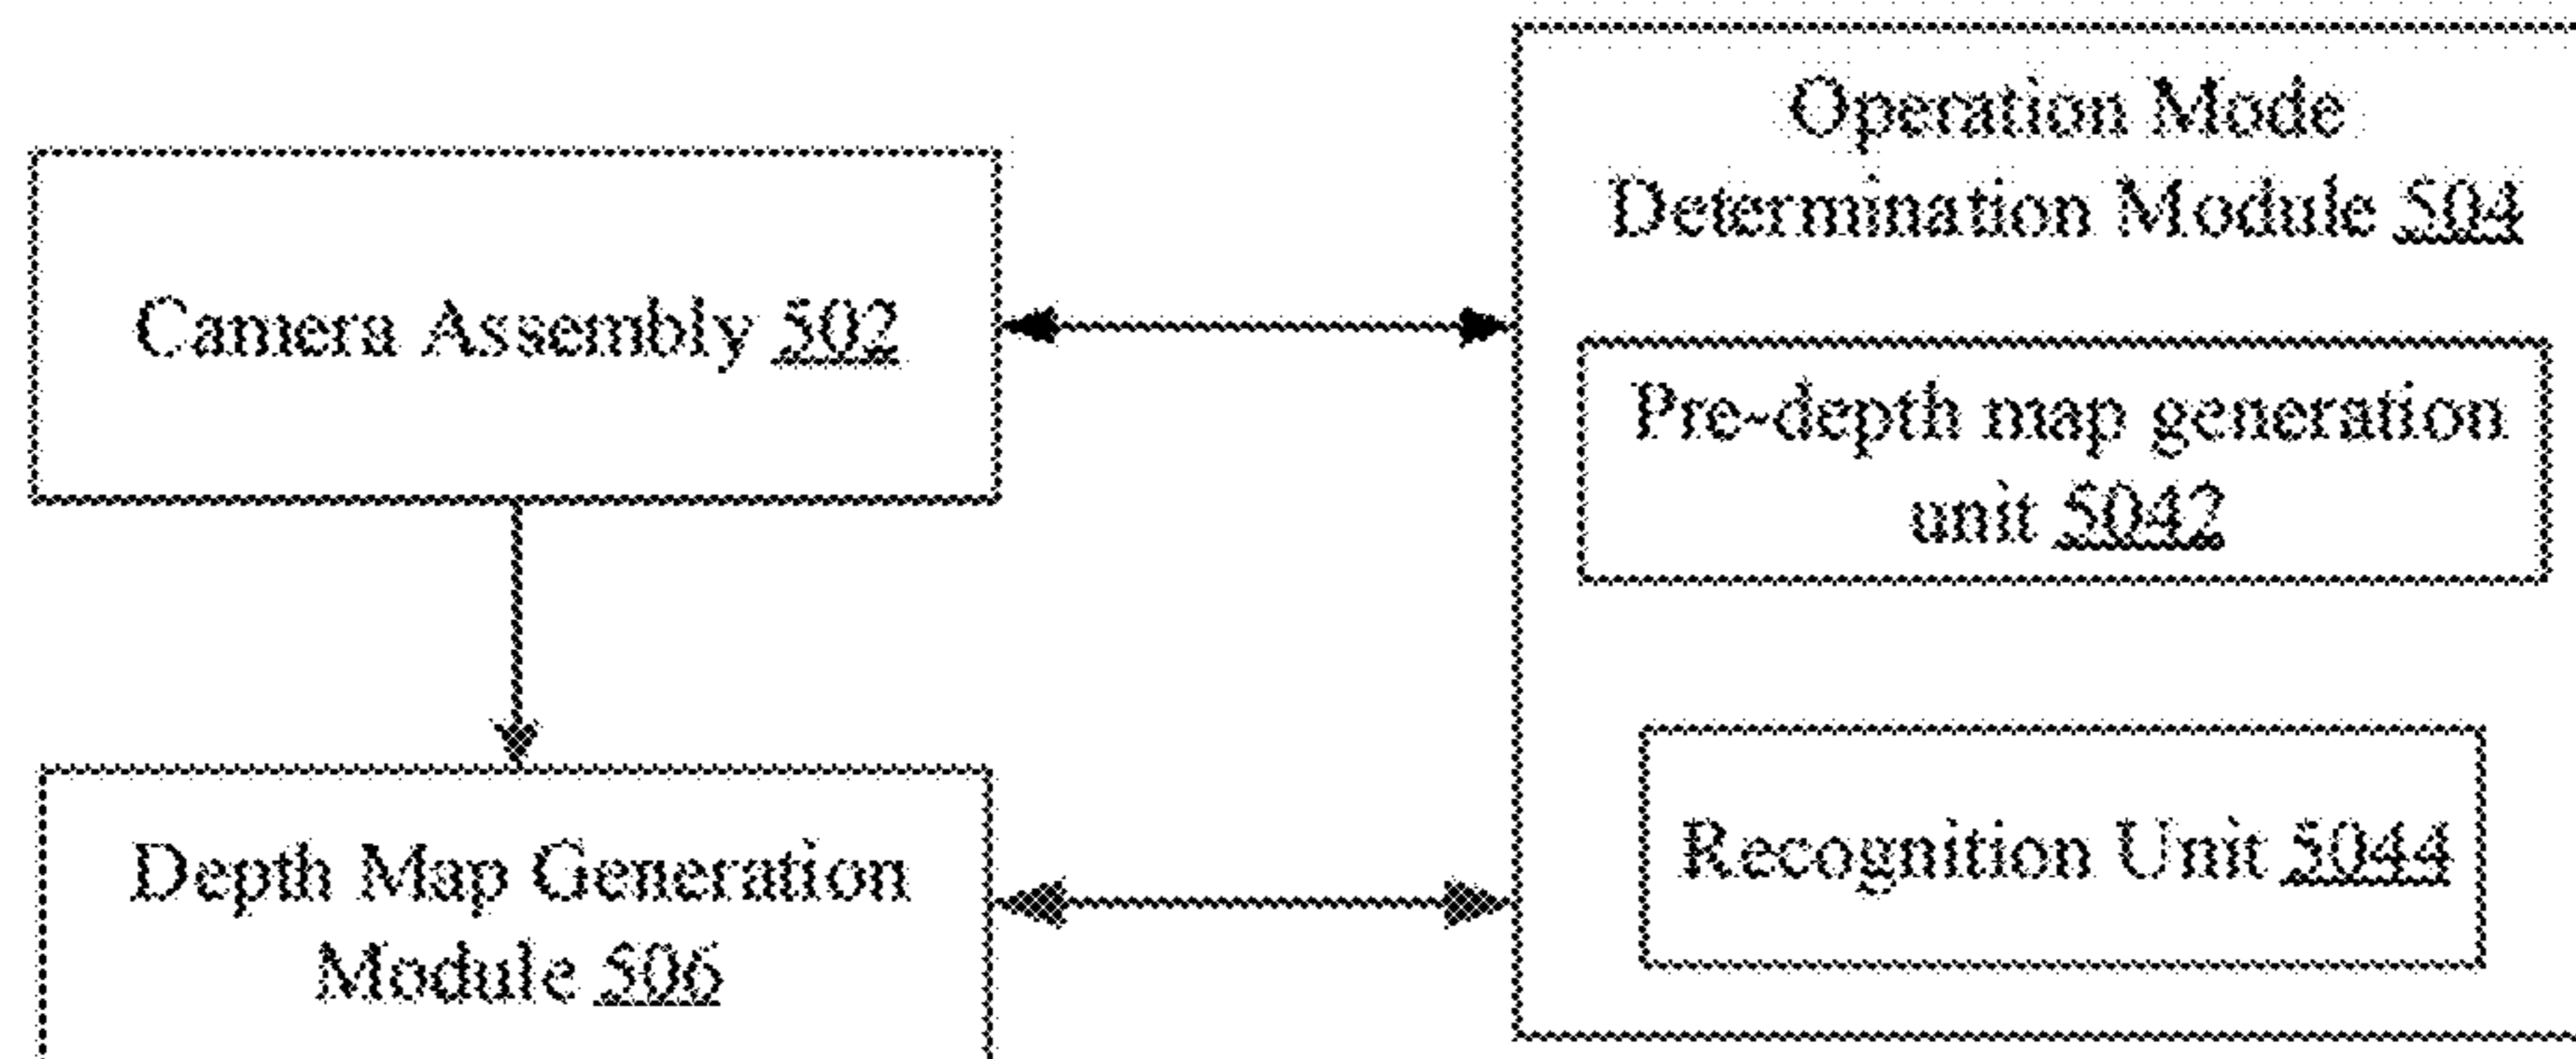 Camera Assembly 502
Operation Mode
Determination Module 504
Pre-depth map generation
unit 5042
Recognition Unit 5044
Depth Map Generation
Module 506